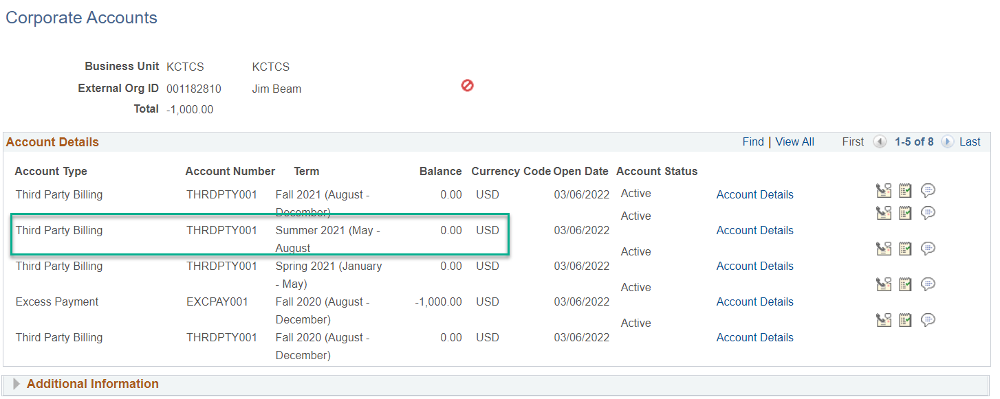 Corporate Accounts
Business Unit KCTCS KCTCS
External Org ID 001182810 Jim Beam
Total -1,000.00
Account Details Find | View All First 1-5 of 8 Last
Account Type Account Number Term Balance Currency Code Open Date Account Status
Third Party Billing THRDPTY001 Fall 2021 (August - 0.00 USD 03/06/2022 Active Account Details
December)
Active
Third Party Billing THRDPTY001 Summer 2021 (May - 0.00 USD 03/06/2022 Account Details
August
Active
Third Party Billing THRDPTY001 Spring 2021 (January 0.00 USD 03/06/2022 Account Details
- May)
Active
Excess Payment EXCPAY001 Fall 2020 (August - -1,000.00 USD 03/06/2022 Account Details
December)
Active
Third Party Billing THRDPTY001 Fall 2020 (August - 0.00 USD 03/06/2022 Account Details
December)
Additional Information